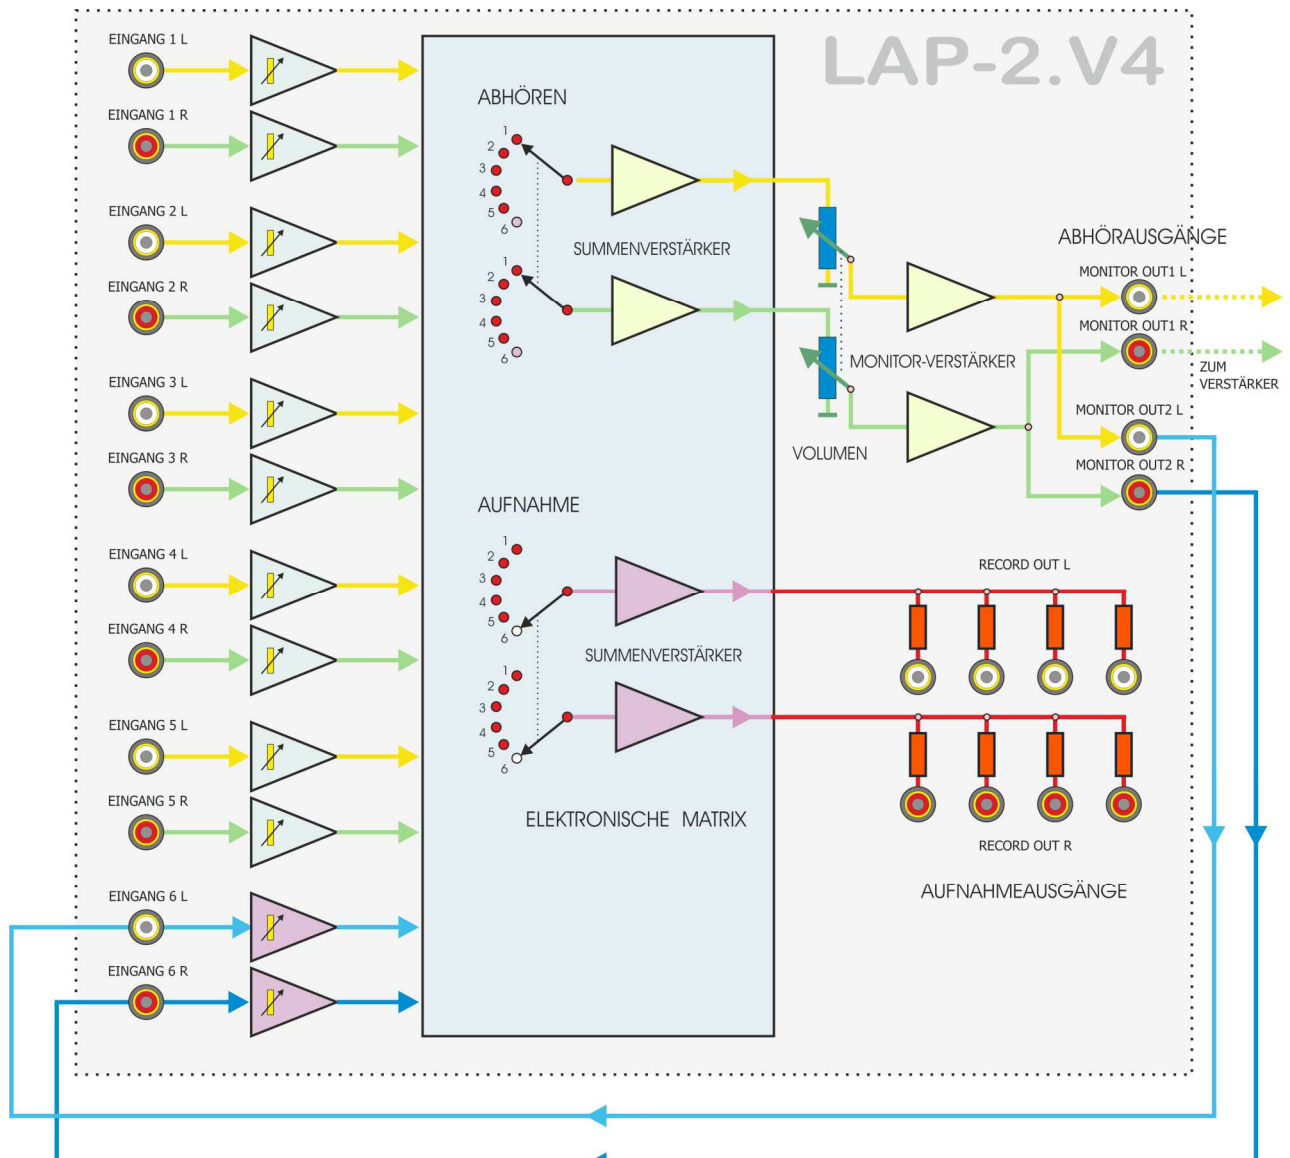 LAP-2.V4
EINGANG 1 L
EINGANG 1 R
EINGANG 2 L
EINGANG 2 R
EINGANG 3 L
EINGANG 3 R
EINGANG 4 L
EINGANG 4 R
EINGANG 5 L
EINGANG 5 R
EINGANG 6 L
EINGANG 6 R
ABHÖREN
1
2
3
4
5
6
SUMMENVERSTÄRKER
1
2
3
4
5
6
AUFNAHME
1
2
3
4
5
6
SUMMENVERSTÄRKER
1
2
3
4
5
6
ELEKTRONISCHE MATRIX
MONITOR-VERSTÄRKER
VOLUMEN
ABHÖRAUSGÄNGE
MONITOR OUT1 L
MONITOR OUT1 R
ZUM
VERSTÄRKER
MONITOR OUT2 L
MONITOR OUT2 R
RECORD OUT L
RECORD OUT R
AUFNAHMEAUSGÄNGE